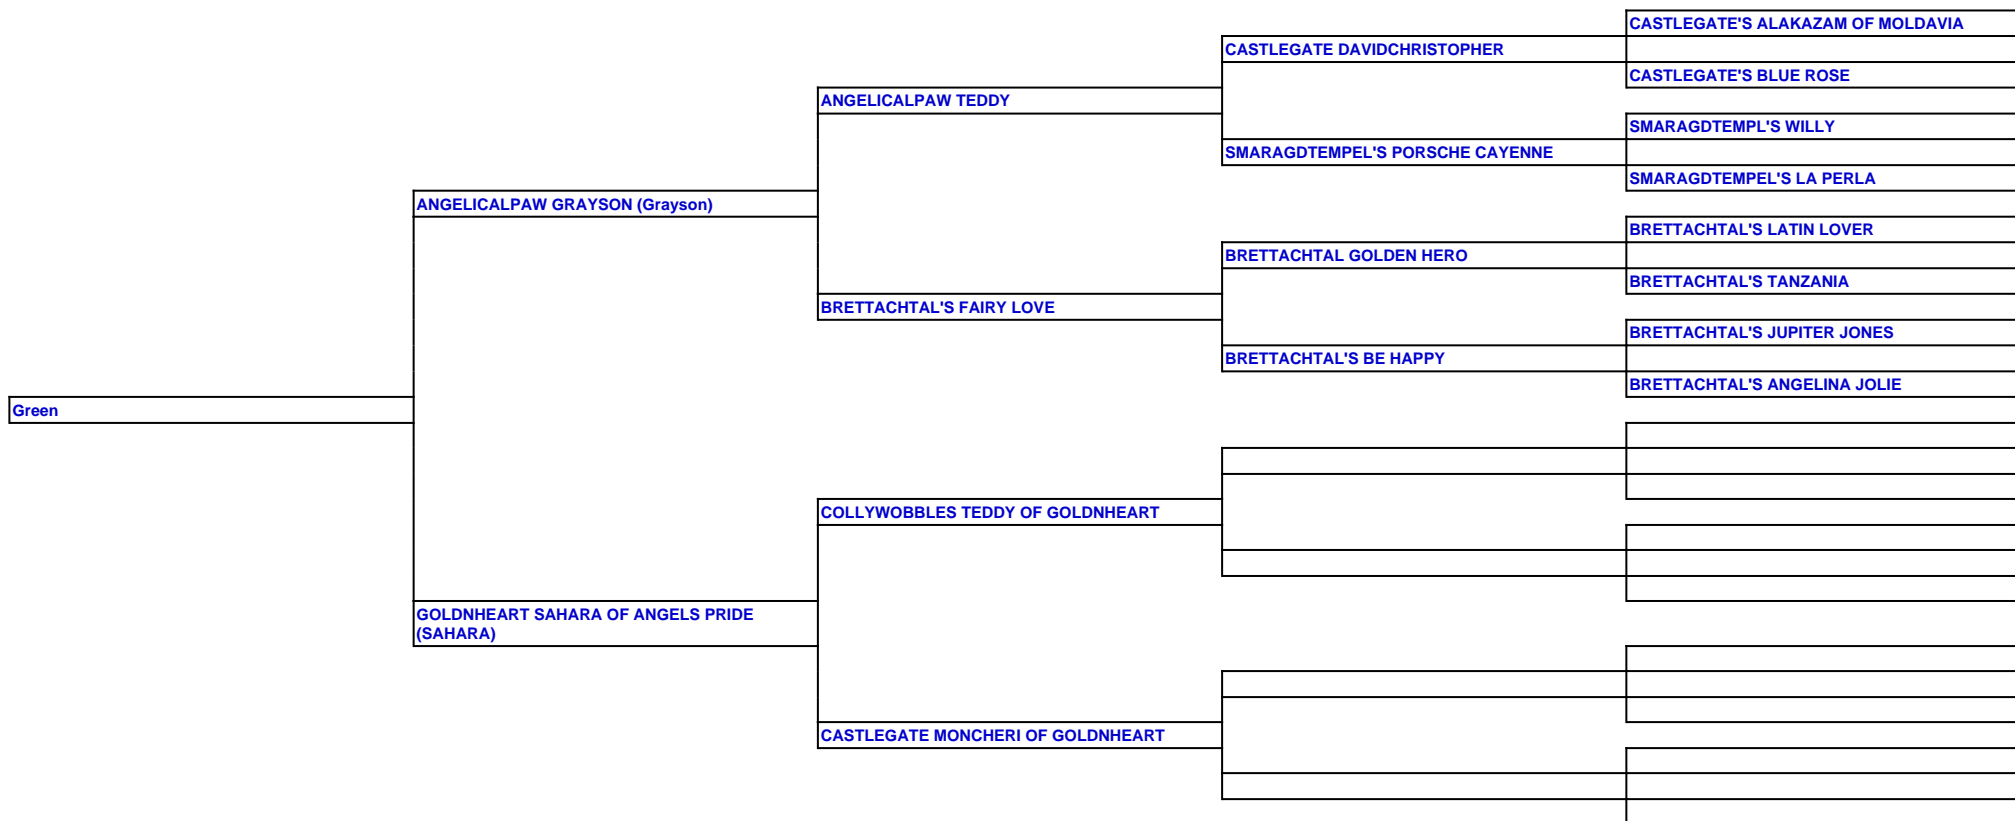 CASTLEGATE'S ALAKAZAM OF MOLDAVIA
CASTLEGATE DAVIDCHRISTOPHER
CASTLEGATE'S BLUE ROSE
ANGELICALPAW TEDDY
SMARAGDTEMPL'S WILLY
SMARAGDTEMPEL'S PORSCHE CAYENNE
SMARAGDTEMPEL'S LA PERLA
ANGELICALPAW GRAYSON (Grayson)
BRETTACHTAL'S LATIN LOVER
BRETTACHTAL GOLDEN HERO
BRETTACHTAL'S TANZANIA
BRETTACHTAL'S FAIRY LOVE
BRETTACHTAL'S JUPITER JONES
BRETTACHTAL'S BE HAPPY
BRETTACHTAL'S ANGELINA JOLIE
Green
COLLYWOBBLES TEDDY OF GOLDNHEART
GOLDNHEART SAHARA OF ANGELS PRIDE
(SAHARA)
CASTLEGATE MONCHERI OF GOLDNHEART